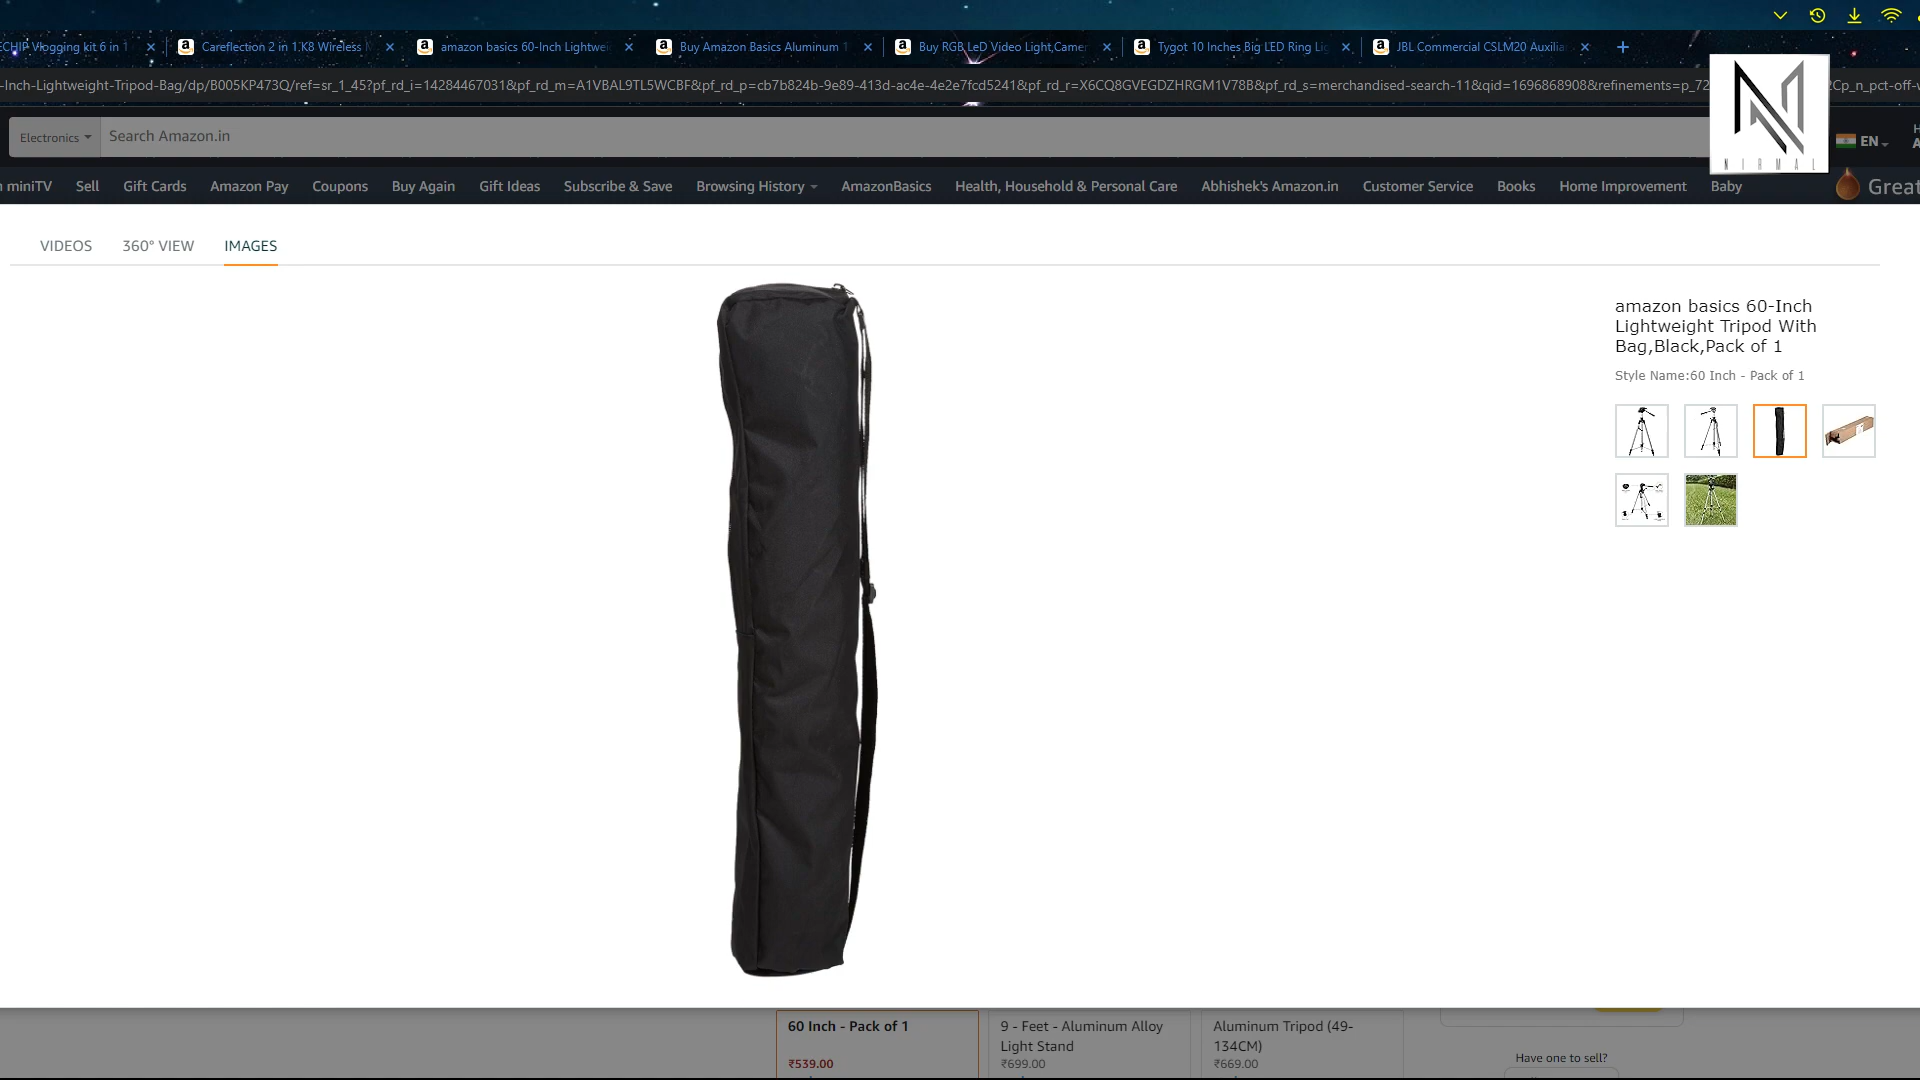 Vlogging kit 6 in 1
Careflection 2 in 1 K8 Wireless
amazon basics 60-Inch Lightwei
Buy Amazon Basics Aluminum
Buy RGB LeD Video Light,Camer
Tygot 10 Inches Big LED Ring Li
JBL Commercial CSLM20 Auxilia
-Inch-Lightweight-Tripod-Bag/dp/B005KP473Q/ref=sr_1_45?pf_rd_i=14284467031&pf_rd_m=A1VBAL9TL5WCBF&pf_rd_p=cb7b824b-9e89-413d-ac4e-4e2e7fcd5241&pf_rd_r=X6CQ8GVEGDZHRGM1V78B&pf_rd_s=merchandised-search-11&qid=1696868908&refinements=p_72
Cp_n_pct-off-
Electronics
Search Amazon.in
NIRMAL
EN
miniTV
Sell
Gift Cards
Amazon Pay
Coupons
Buy Again
Gift Ideas
Subscribe & Save
Browsing History
AmazonBasics
Health, Household & Personal Care
Abhishek's Amazon.in
Customer Service
Books
Home Improvement
Baby
Great
VIDEOS
360° VIEW
IMAGES
amazon basics 60-Inch
Lightweight Tripod With
Bag,Black,Pack of 1
Style Name:60 Inch - Pack of 1
60 Inch - Pack of 1
₹539.00
9 - Feet - Aluminum Alloy
Light Stand
₹699.00
Aluminum Tripod (49-
134CM)
₹669.00
Have one to sell?